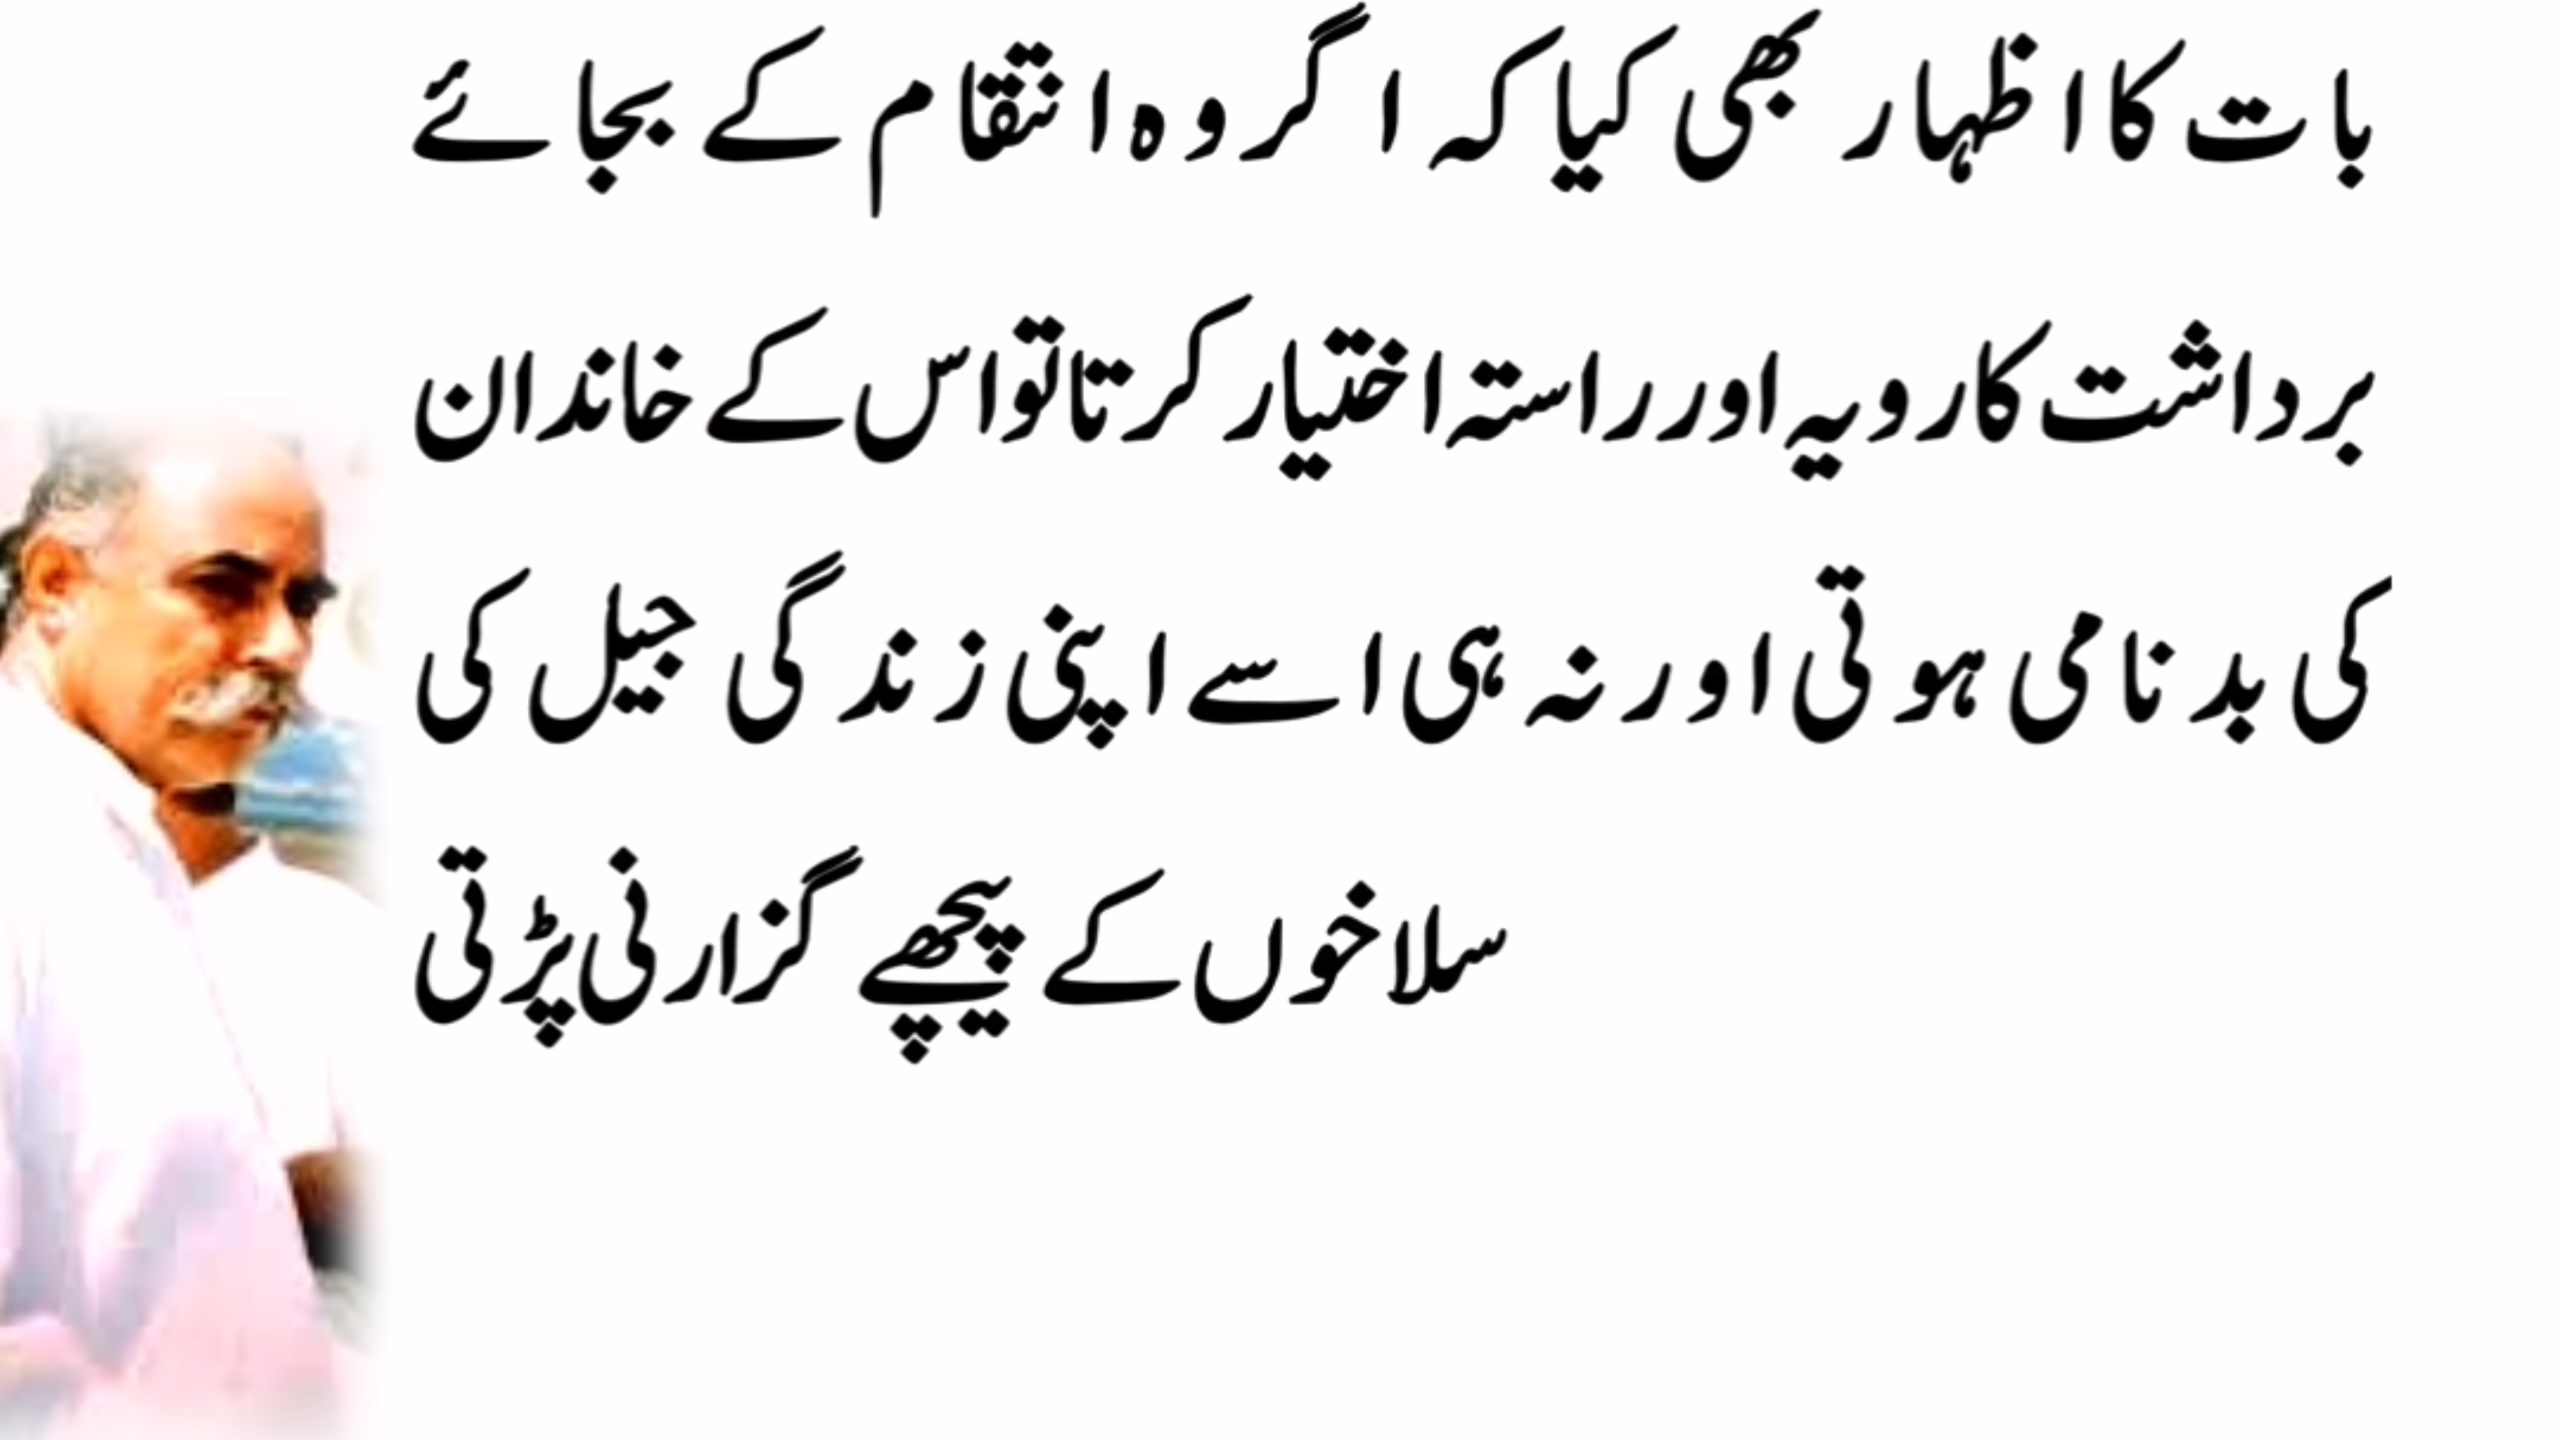 بات کا اظہار بھی کیا کہ اگر وہ انتقام کے بجائے
برداشت کا رویہ اور راستہ اختیار کرتا تو اس کے خاندان
کی بدنامی ہوتی اور نہ ہی اسے اپنی زندگی جیل کی
سلاخوں کے پیچھے گزارنی پڑتی